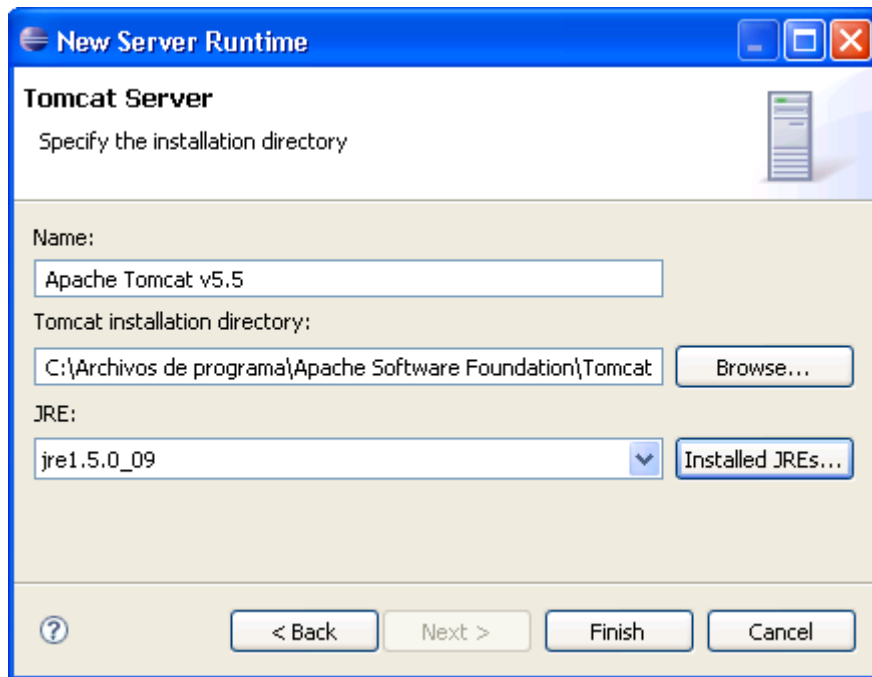 New Server Runtime
Tomcat Server
Specify the installation directory
Name:
Apache Tomcat v5.5
Tomcat installation directory:
C:\Archivos de programa\Apache Software Foundation\Tomcat
Browse...
JRE:
jre1.5.0_09
Installed JREs...
?
< Back
Next >
Finish
Cancel